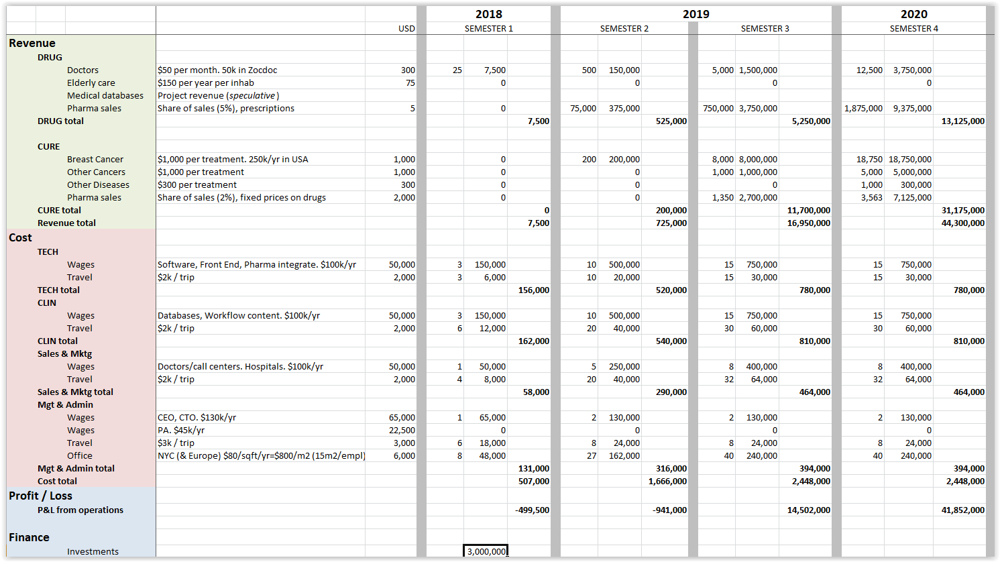 2018 2019 2020
USD SEMESTER 1 SEMESTER 2 SEMESTER 3 SEMESTER 4
Revenue
DRUG
Doctors $50 per month. 50k in Zocdoc 300 25 7,500 500 150,000 5,000 1,500,000 12,500 3,750,000
Elderly care $150 per year per inhab 75 0 0 0 0
Medical databases Project revenue (speculative)
Pharma sales Share of sales (5%), prescriptions 5 0 75,000 375,000 750,000 3,750,000 1,875,000 9,375,000
DRUG total 7,500 525,000 5,250,000 13,125,000
CURE
Breast Cancer $1,000 per treatment. 250k/yr in USA 1,000 0 200 200,000 8,000 8,000,000 18,750 18,750,000
Other Cancers $1,000 per treatment 1,000 0 0 1,000 1,000,000 5,000 5,000,000
Other Diseases $300 per treatment 300 0 0 0 1,000 300,000
Pharma sales Share of sales (2%), fixed prices on drugs 2,000 0 0 1,350 2,700,000 3,563 7,125,000
CURE total 0 200,000 11,700,000 31,175,000
Revenue total 7,500 725,000 16,950,000 44,300,000
Cost
TECH
Wages Software, Front End, Pharma integrate. $100k/yr 50,000 3 150,000 10 500,000 15 750,000 15 750,000
Travel $2k / trip 2,000 3 6,000 10 20,000 15 30,000 15 30,000
TECH total 156,000 520,000 780,000 780,000
CLIN
Wages Databases, Workflow content. $100k/yr 50,000 3 150,000 10 500,000 15 750,000 15 750,000
Travel $2k / trip 2,000 6 12,000 20 40,000 30 60,000 30 60,000
CLIN total 162,000 540,000 810,000 810,000
Sales & Mktg
Wages Doctors/call centers. Hospitals. $100k/yr 50,000 1 50,000 5 250,000 8 400,000 8 400,000
Travel $2k / trip 2,000 4 8,000 20 40,000 32 64,000 32 64,000
Sales & Mktg total 58,000 290,000 464,000 464,000
Mgt & Admin
Wages CEO, CTO. $130k/yr 65,000 1 65,000 2 130,000 2 130,000 2 130,000
Wages PA. $45k/yr 22,500 0 0 0 0
Travel $3k / trip 3,000 6 18,000 8 24,000 8 24,000 8 24,000
Office NYC (& Europe) $80/sqft/yr=$800/m2 (15m2/empl) 6,000 8 48,000 27 162,000 40 240,000 40 240,000
Mgt & Admin total 131,000 316,000 394,000 394,000
Cost total 507,000 1,666,000 2,448,000 2,448,000
Profit / Loss
P&L from operations -499,500 -941,000 14,502,000 41,852,000
Finance
Investments 3,000,000